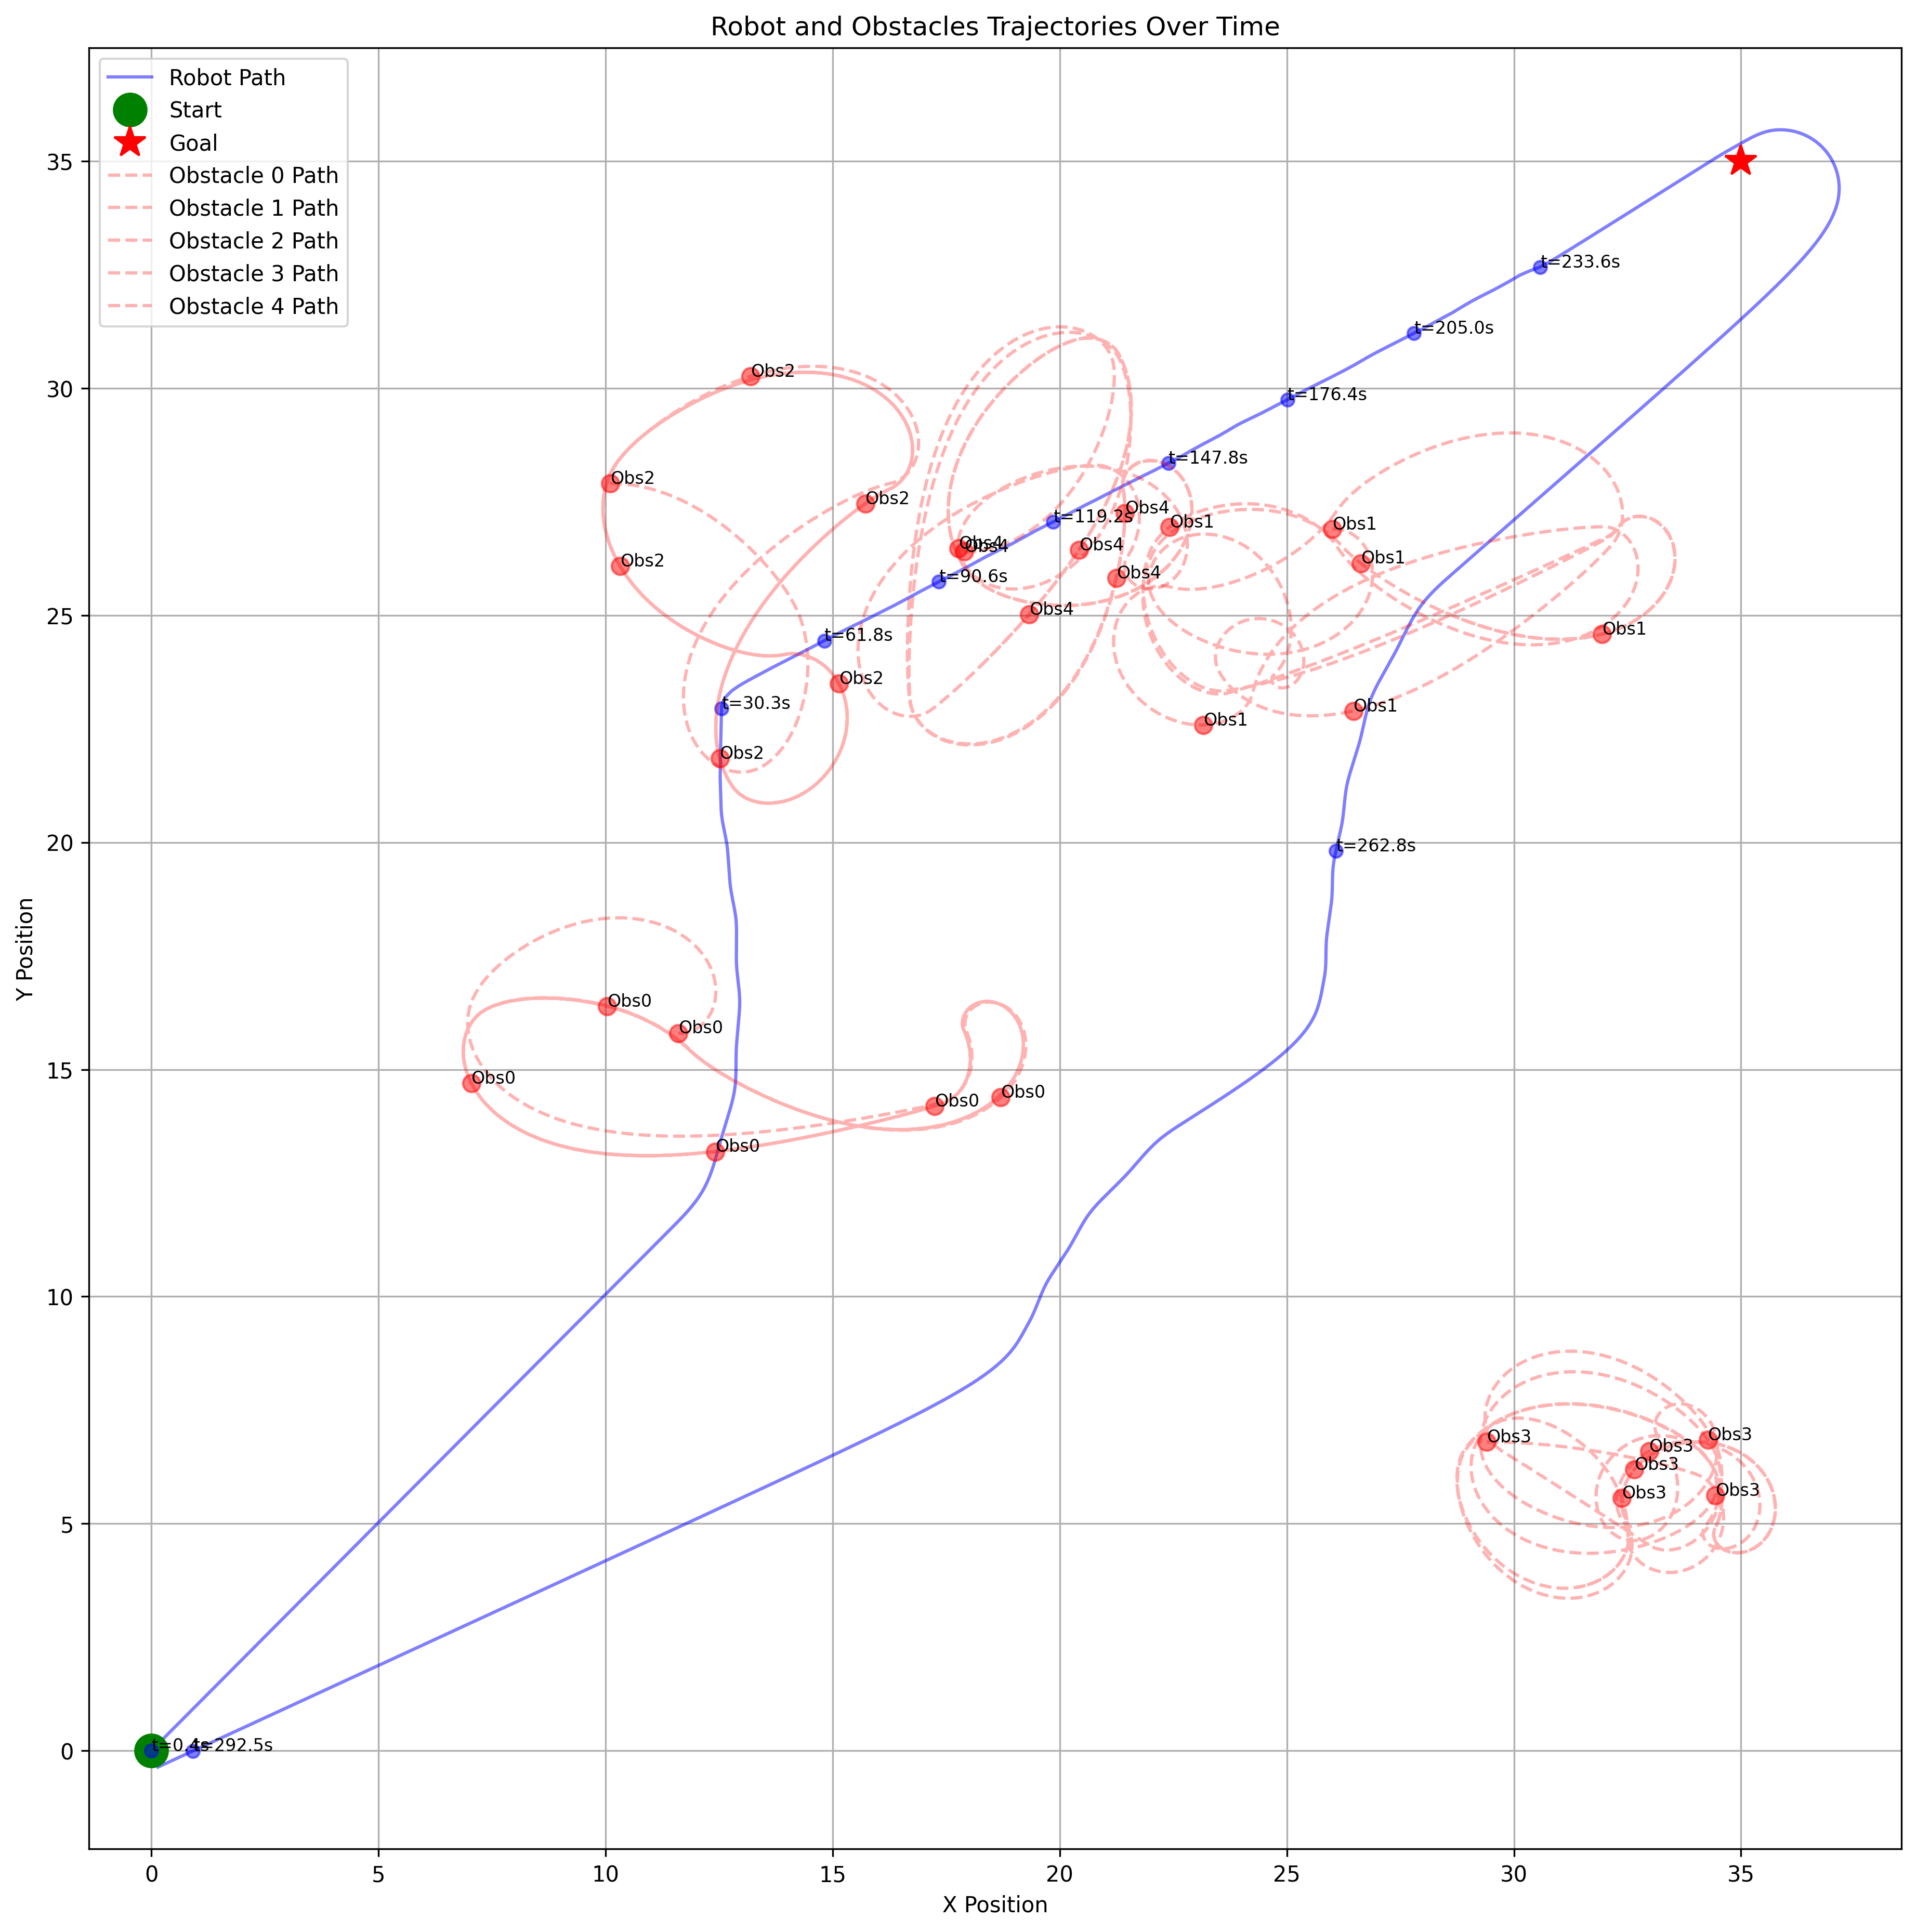 Robot and Obstacles Trajectories Over Time
Robot Path
Start
Goal
Obstacle 0 Path
Obstacle 1 Path
Obstacle 2 Path
Obstacle 3 Path
Obstacle 4 Path
Y Position
35
30
25
20
15
10
5
0
t=233.6s
t=205.0s
Obs2
t=176.4s
Obs2
t=147.8s
Obs2
Obs4
t=119.2s
Obs1
Obs1
Obs4
Obs4
Obs4
Obs2
Obs1
t=90.6s
Obs4
Obs4
t=61.8s
Obs1
Obs2
t=30.3s
Obs1
Obs1
Obs2
t=262.8s
Obs0
Obs0
Obs0
Obs0
Obs0
Obs0
Obs3
Obs3
Obs3
Obs3
Obs3
Obs3
t=0.4s
t=292.5s
0
5
10
15
20
25
30
35
X Position